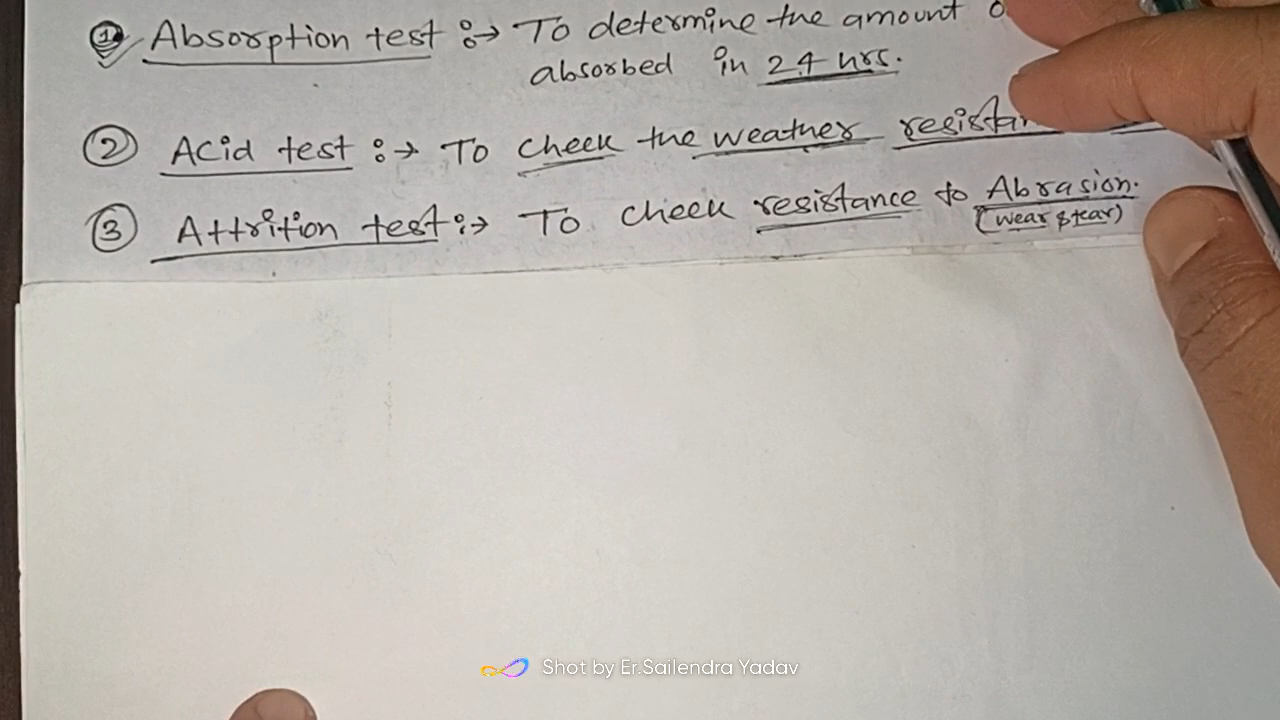 ① Absorption test :→ To determine the amount
absorbed in 24 hrs.
② Acid test :→ To check the weather
③ Attrition test :→ To check resistance to Abrasion.
(wear & tear)
Shot by Er.Sailendra Yadav